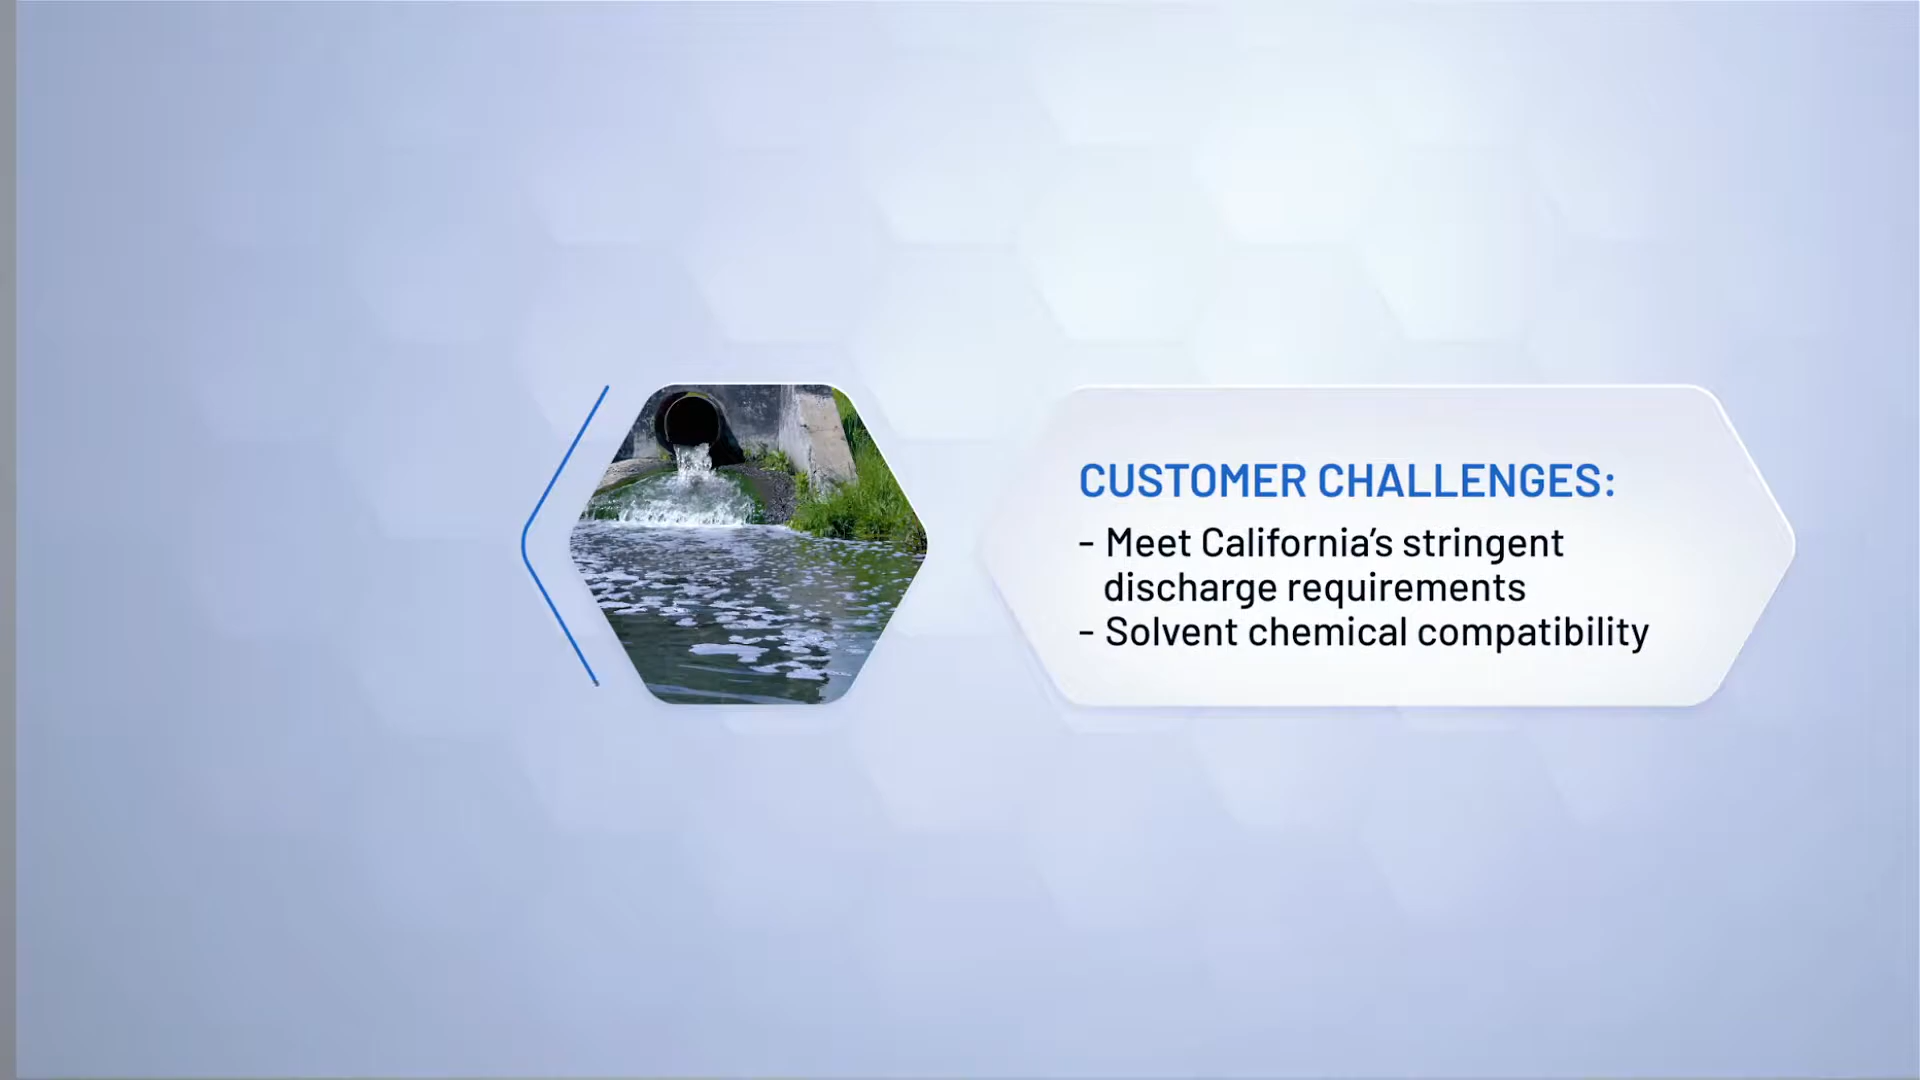 CUSTOMER CHALLENGES:
- Meet California’s stringent
discharge requirements
- Solvent chemical compatibility